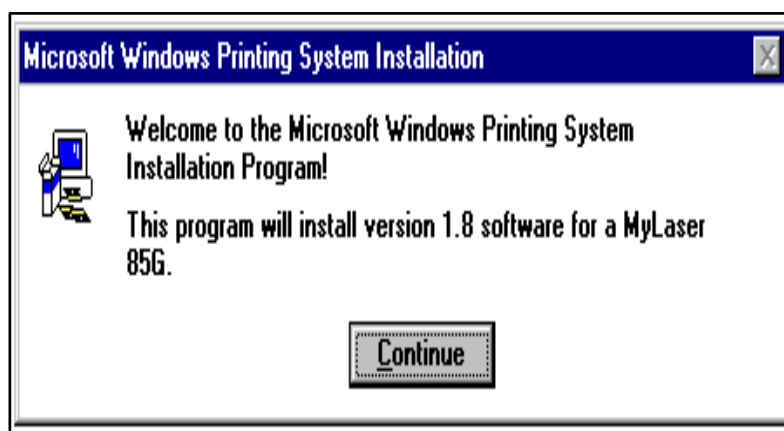 Microsoft Windows Printing System Installation
Welcome to the Microsoft Windows Printing System
Installation Program!
This program will install version 1.8 software for a MyLaser
85G.
Continue